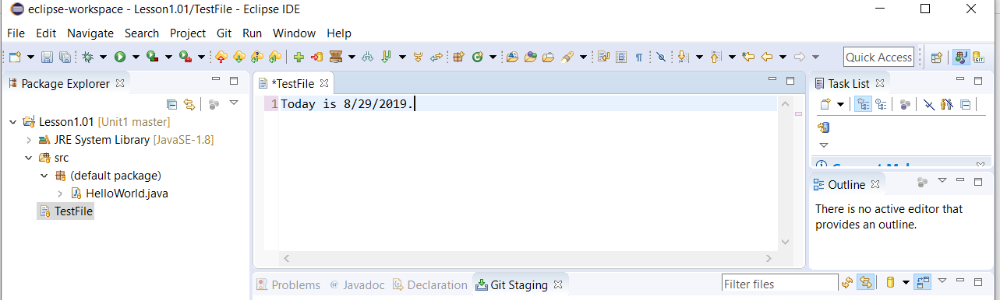 eclipse-workspace - Lesson1.01/TestFile - Eclipse IDE
File Edit Navigate Search Project Git Run Window Help
Quick Access
Package Explorer
*TestFile
Task List
1 Today is 8/29/2019.
Lesson1.01 [Unit1 master]
JRE System Library [JavaSE-1.8]
src
(default package)
HelloWorld.java
TestFile
Outline
There is no active editor that
provides an outline.
Problems @ Javadoc Declaration Git Staging
Filter files